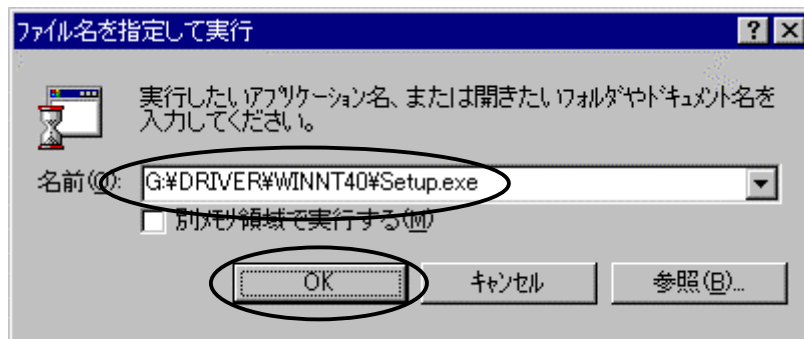 ファイル名を指定して実行
実行したいアプリケーション名、または開きたいフォルダやドキュメント名を
入力してください。
名前(O): G:¥DRIVER¥WINNT40¥Setup.exe
別メモリ領域で実行する(M)
OK キャンセル 参照(B)...